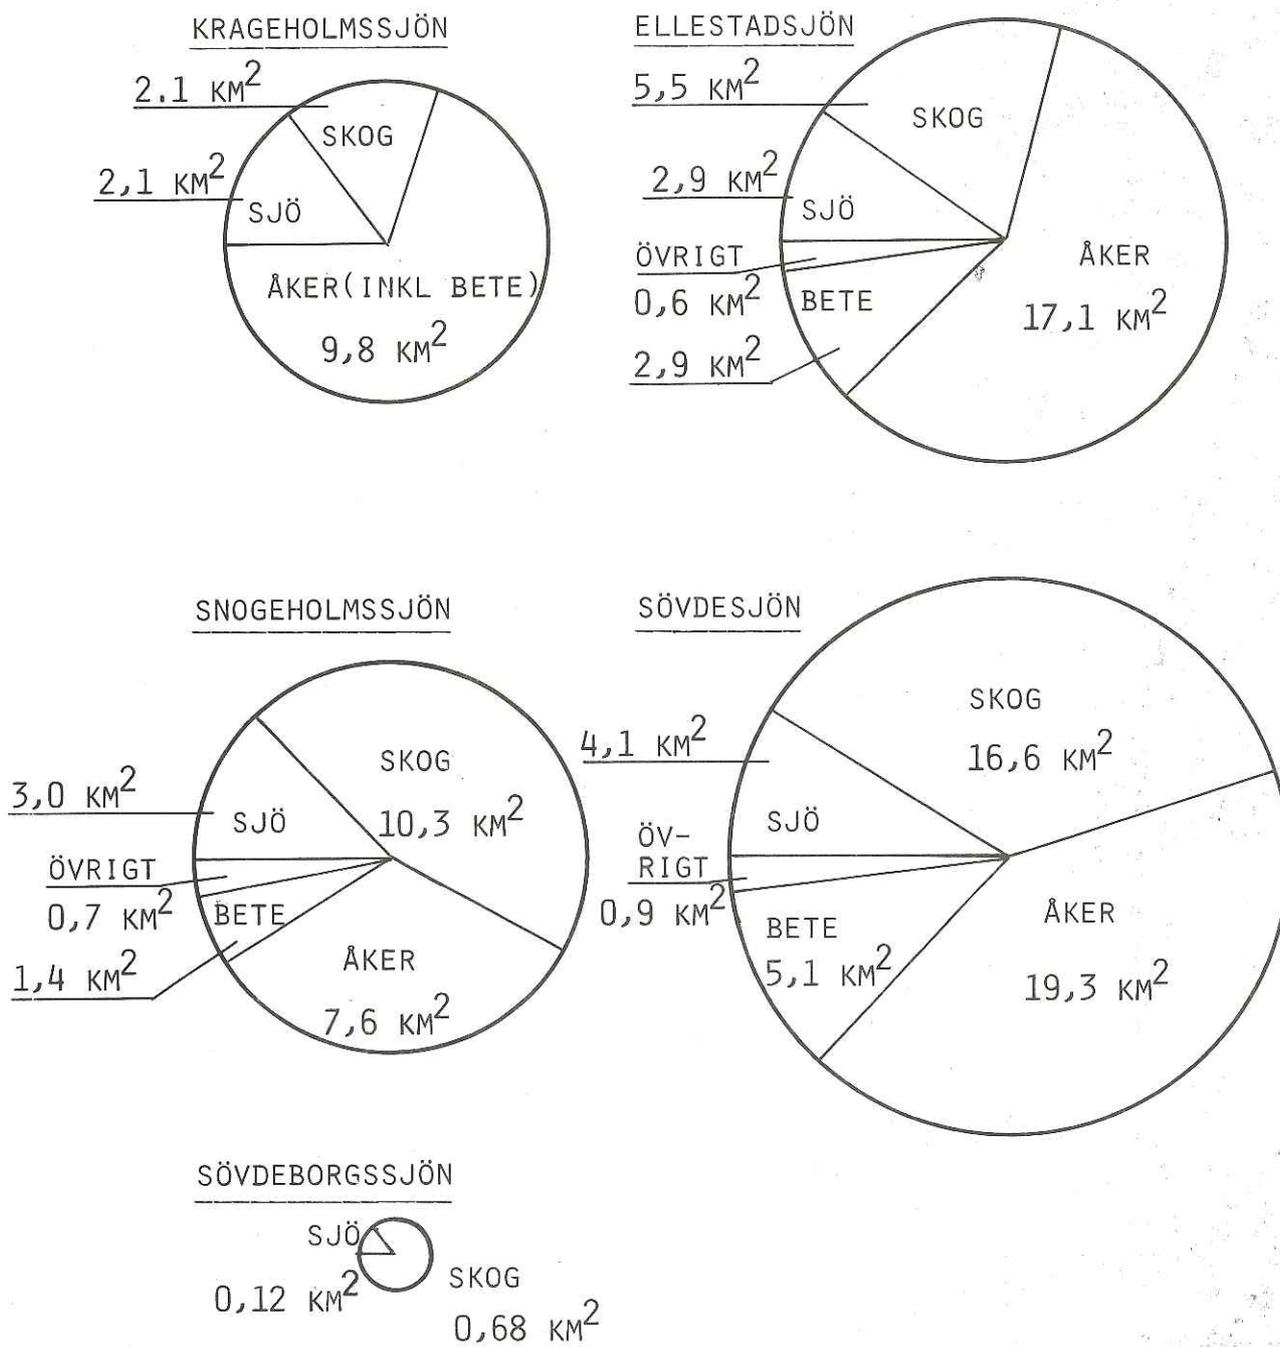 KRAGEHOLMSSJÖN
2.1 KM²
SKOG
2,1 KM²
SJÖ
ÅKER(INKL BETE)
9,8 KM²
ELLESTADSJÖN
5,5 KM²
SKOG
2,9 KM²
SJÖ
ÖVRIGT
0,6 KM²
BETE
2,9 KM²
ÅKER
17,1 KM²
SNOGEHOLMSSJÖN
SKOG
10,3 KM²
3,0 KM²
SJÖ
ÖVRIGT
0,7 KM²
BETE
1,4 KM²
ÅKER
7,6 KM²
SÖVDESJÖN
SKOG
16,6 KM²
4,1 KM²
SJÖ
ÖV-
RIGT
0,9 KM²
BETE
5,1 KM²
ÅKER
19,3 KM²
SÖVDEBORGSSJÖN
SJÖ
0,12 KM²
SKOG
0,68 KM²